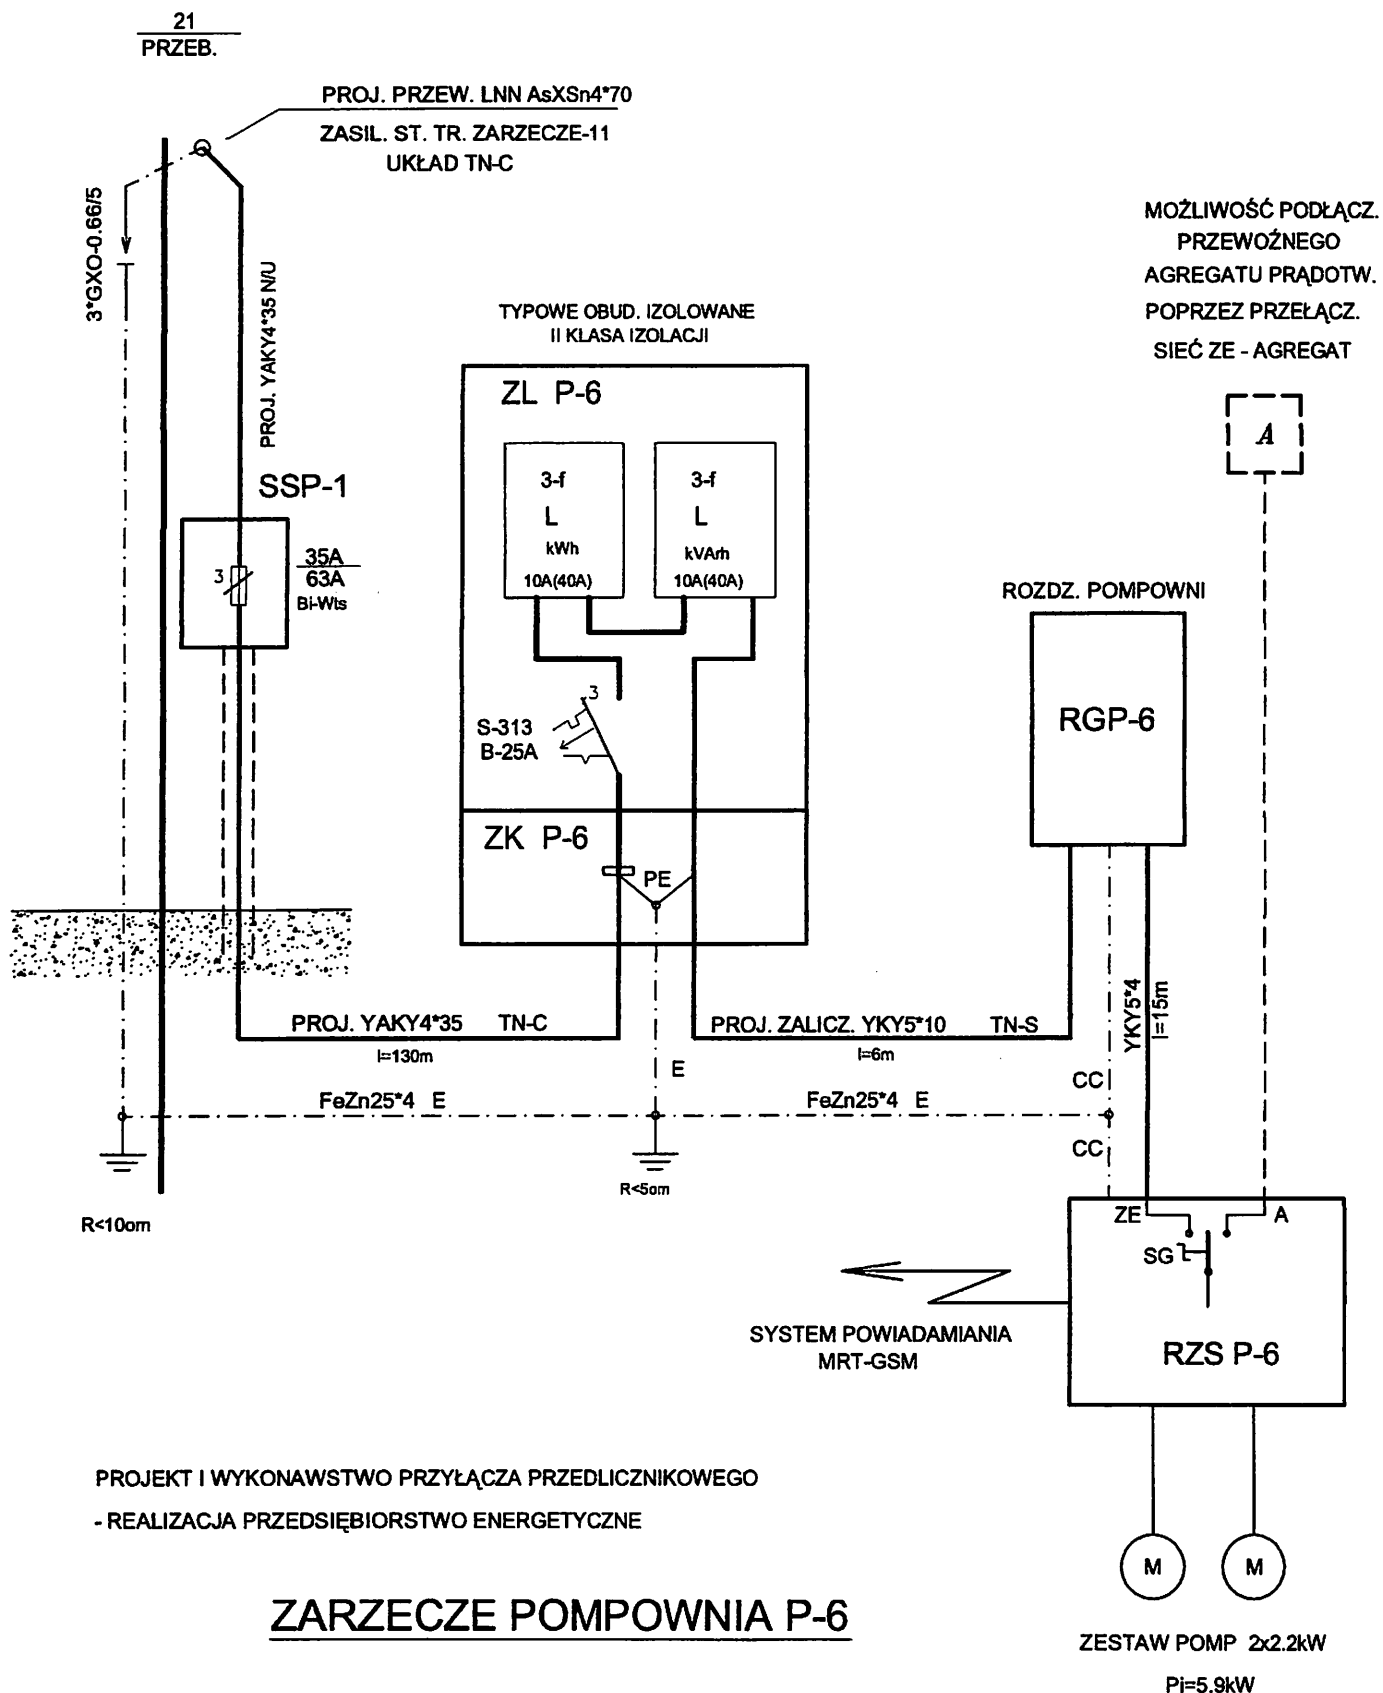 21
PRZEB.
PROJ. PRZEW. LNN AsXSn4*70
ZASIL. ST. TR. ZARZECZE-11
UKŁAD TN-C
3*GXO-0.66/5
PROJ. YAKY4*35 N/U
MOŻLIWOŚĆ PODŁĄCZ.
PRZEWOŹNEGO
AGREGATU PRĄDOTW.
POPRZEZ PRZEŁĄCZ.
SIEĆ ZE - AGREGAT
A
TYPOWE OBUD. IZOLOWANE
II KLASA IZOLACJI
ZL P-6
3-f
L
kWh
10A(40A)
3-f
L
kVArh
10A(40A)
SSP-1
3
35A
63A
Bi-Wts
3
S-313
B-25A
ZK P-6
PE
ROZDZ. POMPOWNI
RGP-6
PROJ. YAKY4*35 TN-C
l=130m
PROJ. ZALICZ. YKY5*10 TN-S
l=6m
YKY5*4
l=15m
E
CC
FeZn25*4 E
FeZn25*4 E
CC
R<10om
R<5om
ZE
A
SG
RZS P-6
SYSTEM POWIADAMIANIA
MRT-GSM
PROJEKT I WYKONAWSTWO PRZYŁĄCZA PRZEDLICZNIKOWEGO
- REALIZACJA PRZEDSIĘBIORSTWO ENERGETYCZNE
M
M
ZARZECZE POMPOWNIA P-6
ZESTAW POMP 2x2.2kW
Pi=5.9kW